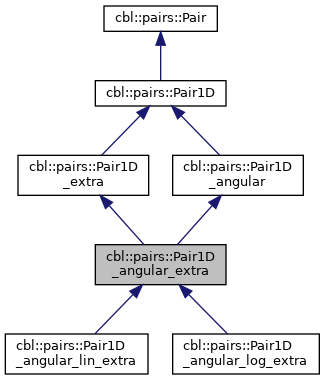 cbl::pairs::Pair
cbl::pairs::Pair1D
cbl::pairs::Pair1D
_extra
cbl::pairs::Pair1D
_angular
cbl::pairs::Pair1D
_angular_extra
cbl::pairs::Pair1D
_angular_lin_extra
cbl::pairs::Pair1D
_angular_log_extra